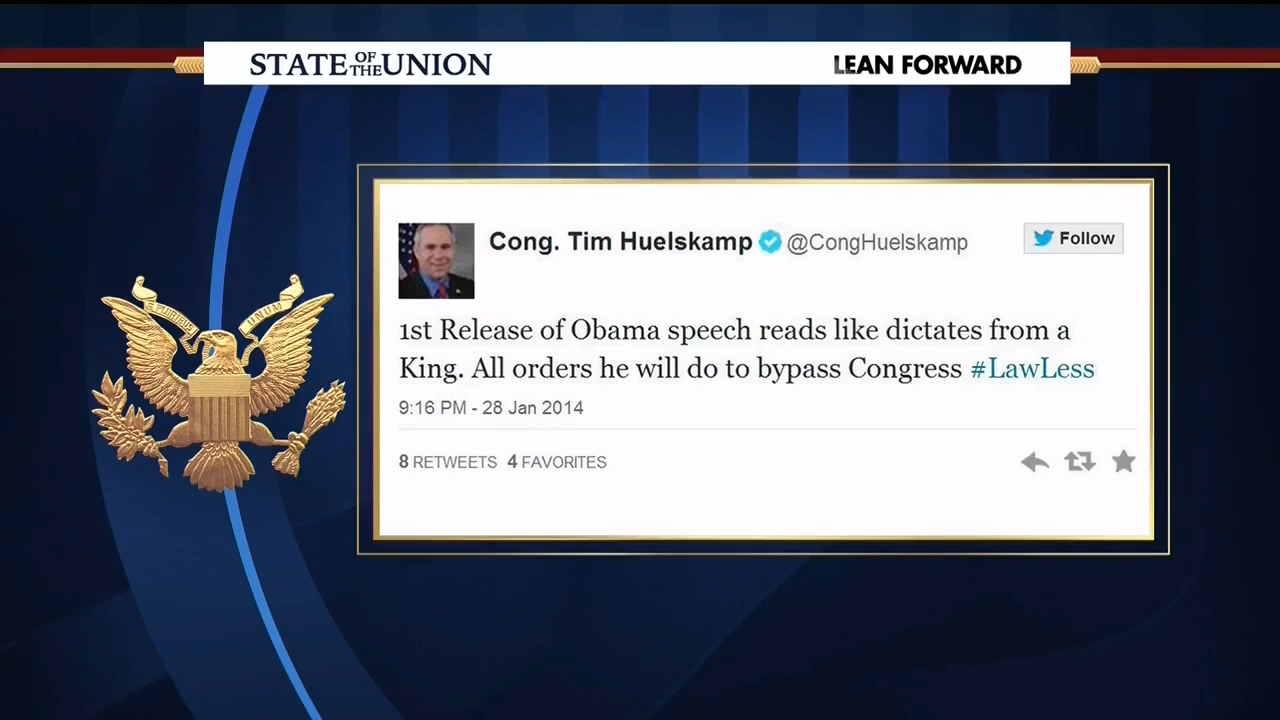 STATE OF THE UNION
LEAN FORWARD
E PLURIBUS UNUM
Cong. Tim Huelskamp @CongHuelskamp
Follow
1st Release of Obama speech reads like dictates from a
King. All orders he will do to bypass Congress #LawLess
9:16 PM - 28 Jan 2014
8 RETWEETS 4 FAVORITES